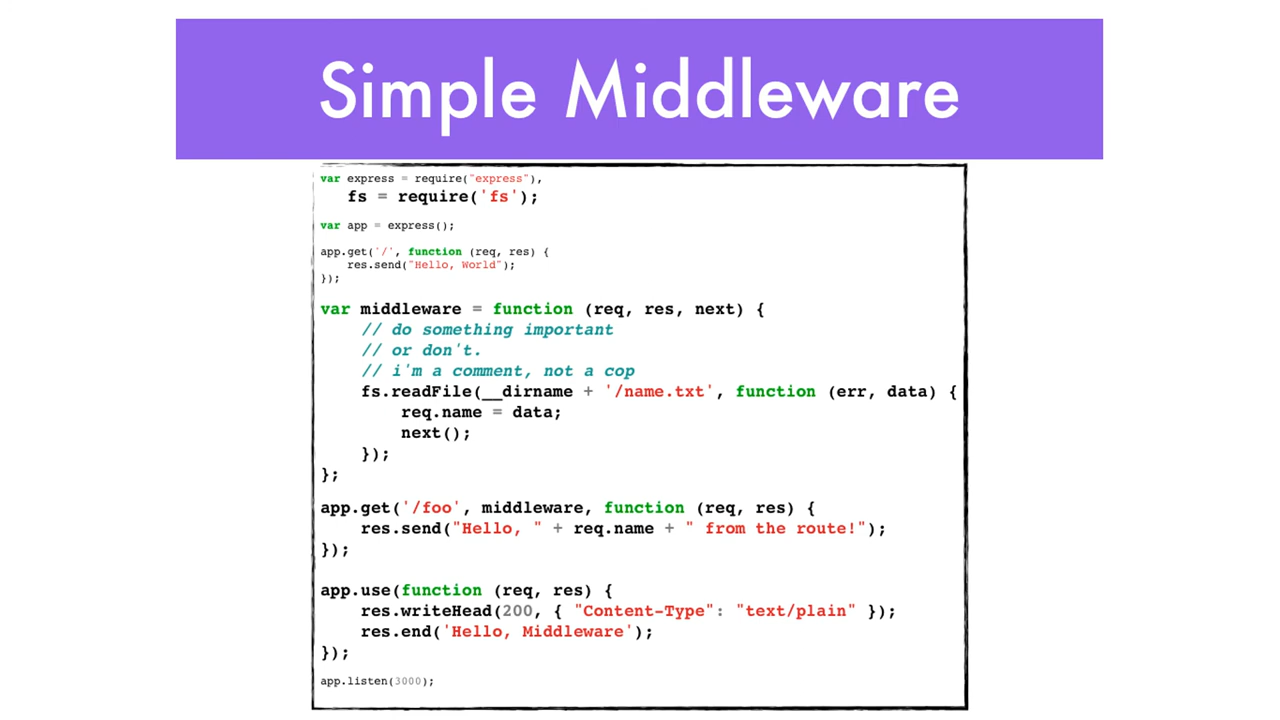 Simple Middleware
var express = require("express"),
    fs = require('fs');
var app = express();
app.get('/', function (req, res) {
    res.send("Hello, World");
});
var middleware = function (req, res, next) {
    // do something important
    // or don't.
    // i'm a comment, not a cop
    fs.readFile(__dirname + '/name.txt', function (err, data) {
        req.name = data;
        next();
    });
};
app.get('/foo', middleware, function (req, res) {
    res.send("Hello, " + req.name + " from the route!");
});
app.use(function (req, res) {
    res.writeHead(200, { "Content-Type": "text/plain" });
    res.end('Hello, Middleware');
});
app.listen(3000);